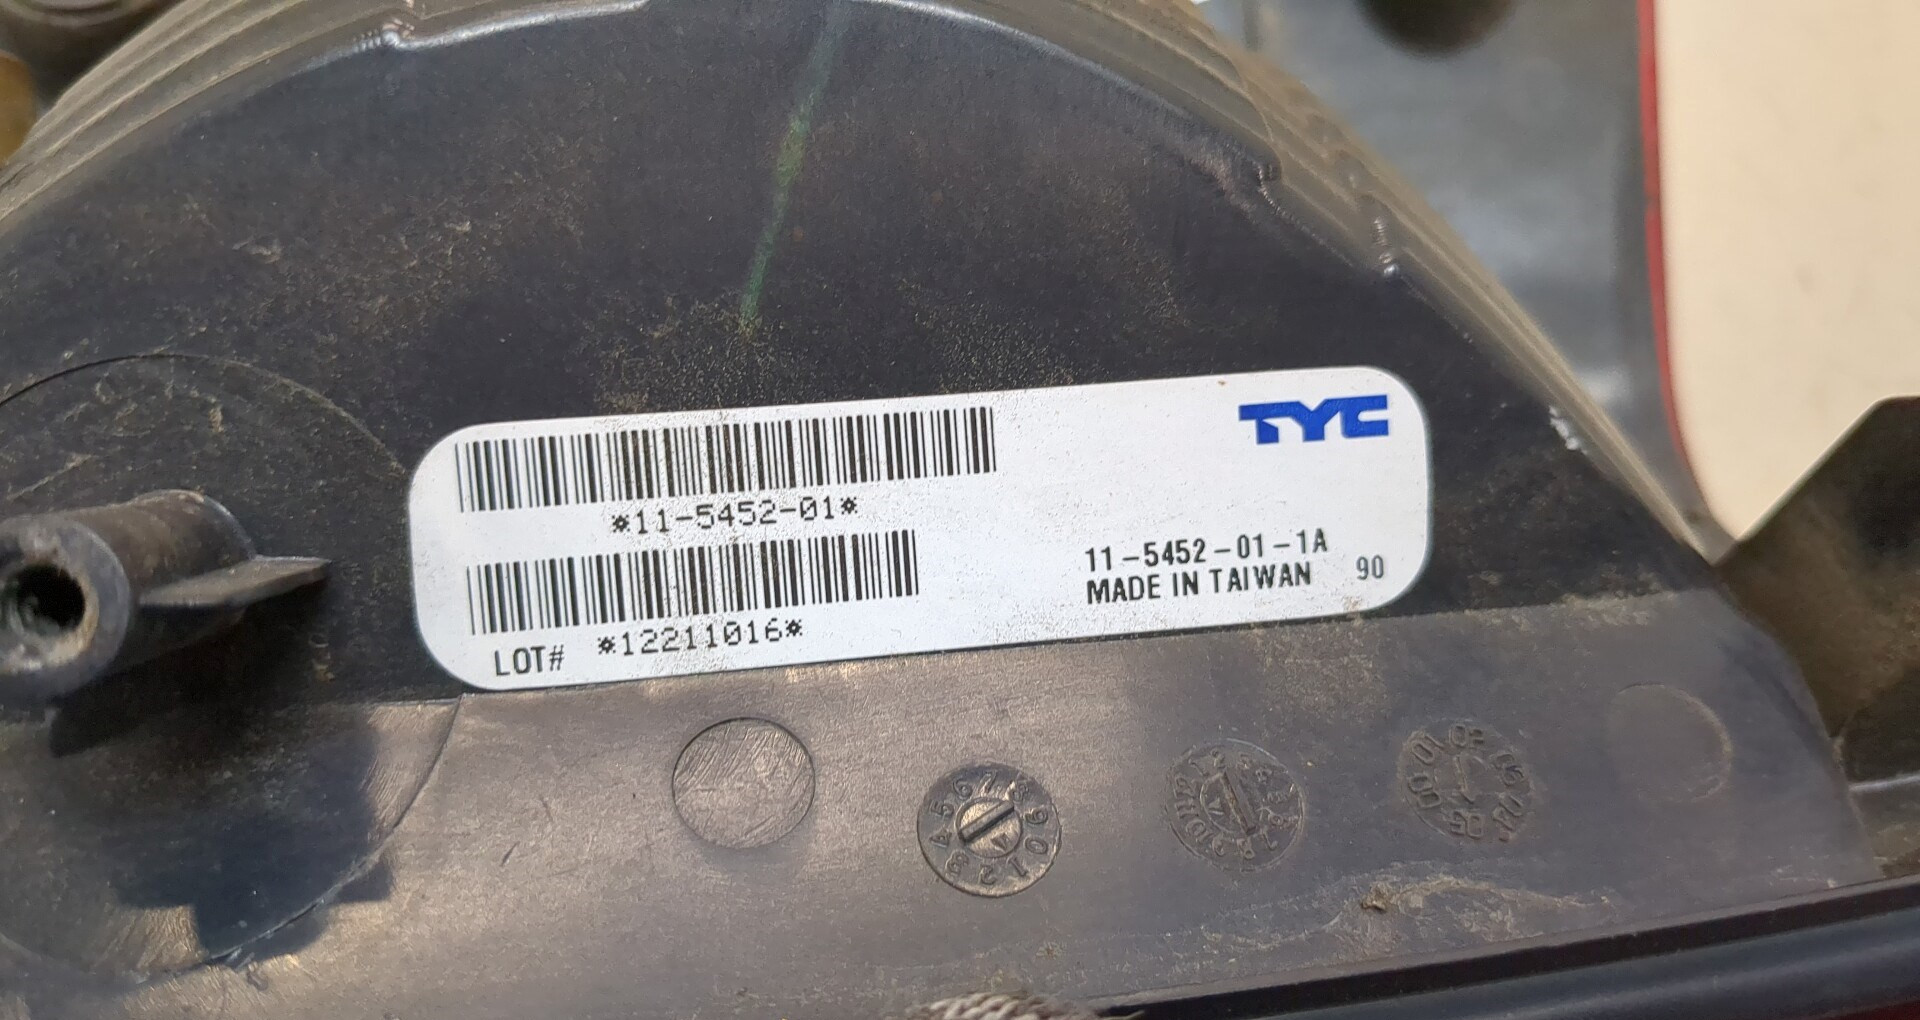 TYC
*11-5452-01*
11-5452-01-1A
MADE IN TAIWAN 90
LOT# *12211016*